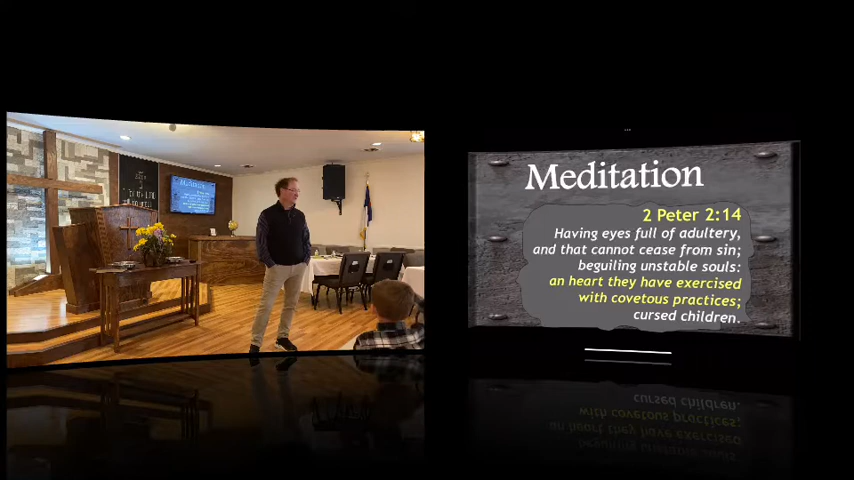 Meditation
2 Peter 2:14
Having eyes full of adultery,
and that cannot cease from sin;
beguiling unstable souls:
an heart they have exercised
with covetous practices;
cursed children.